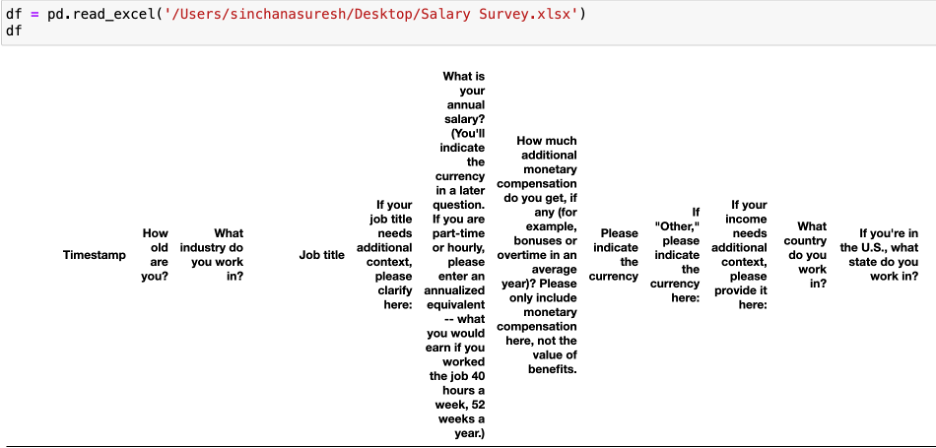 df = pd.read_excel('/Users/sinchanasuresh/Desktop/Salary Survey.xlsx')
df
Timestamp
How
old
are
you?
What
industry do
you work
in?
Job title
If your
job title
needs
additional
context,
please
clarify
here:
What is
your
annual
salary?
(You'll
indicate
the
currency
in a later
question.
If you are
part-time
or hourly,
please
enter an
annualized
equivalent
-- what
you would
earn if you
worked
the job 40
hours a
week, 52
weeks a
year.)
How much
additional
monetary
compensation
do you get, if
any (for
example,
bonuses or
overtime in an
average
year)? Please
only include
monetary
compensation
here, not the
value of
benefits.
Please
indicate
the
currency
If
"Other,"
please
indicate
the
currency
here:
If your
income
needs
additional
context,
please
provide it
here:
What
country
do you
work
in?
If you're in
the U.S., what
state do you
work in?